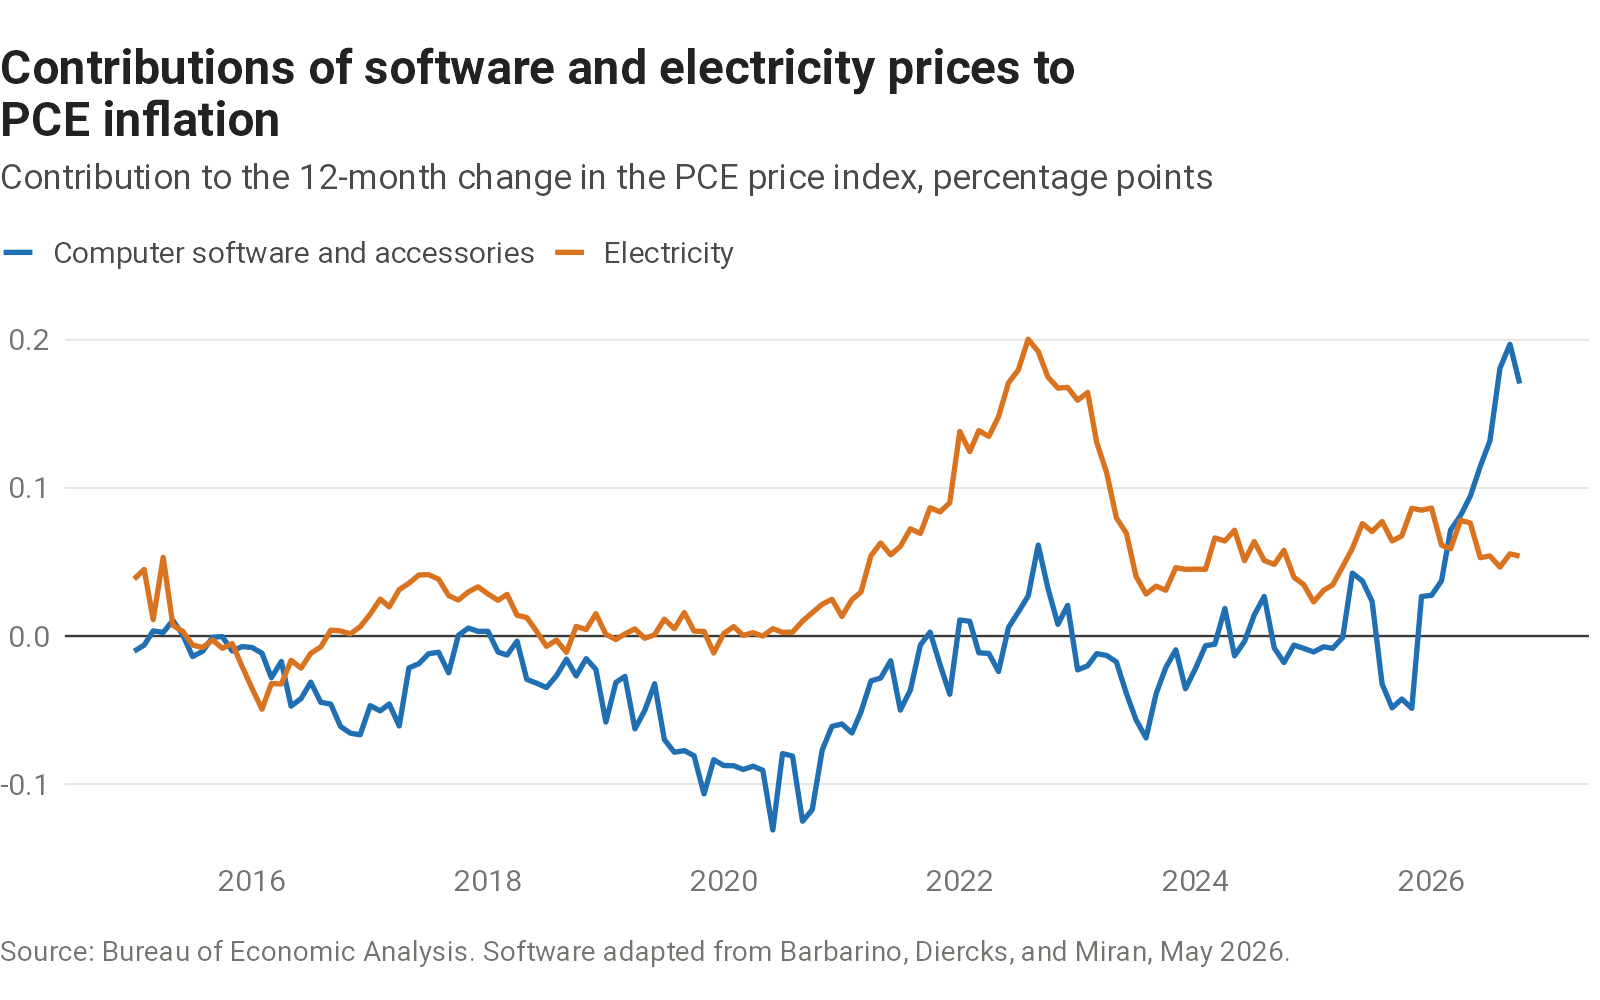 Contributions of software and electricity prices to
PCE inflation
Contribution to the 12-month change in the PCE price index, percentage points
Computer software and accessories Electricity
0.2
0.1
0.0
-0.1
2016 2018 2020 2022 2024 2026
Source: Bureau of Economic Analysis. Software adapted from Barbarino, Diercks, and Miran, May 2026.